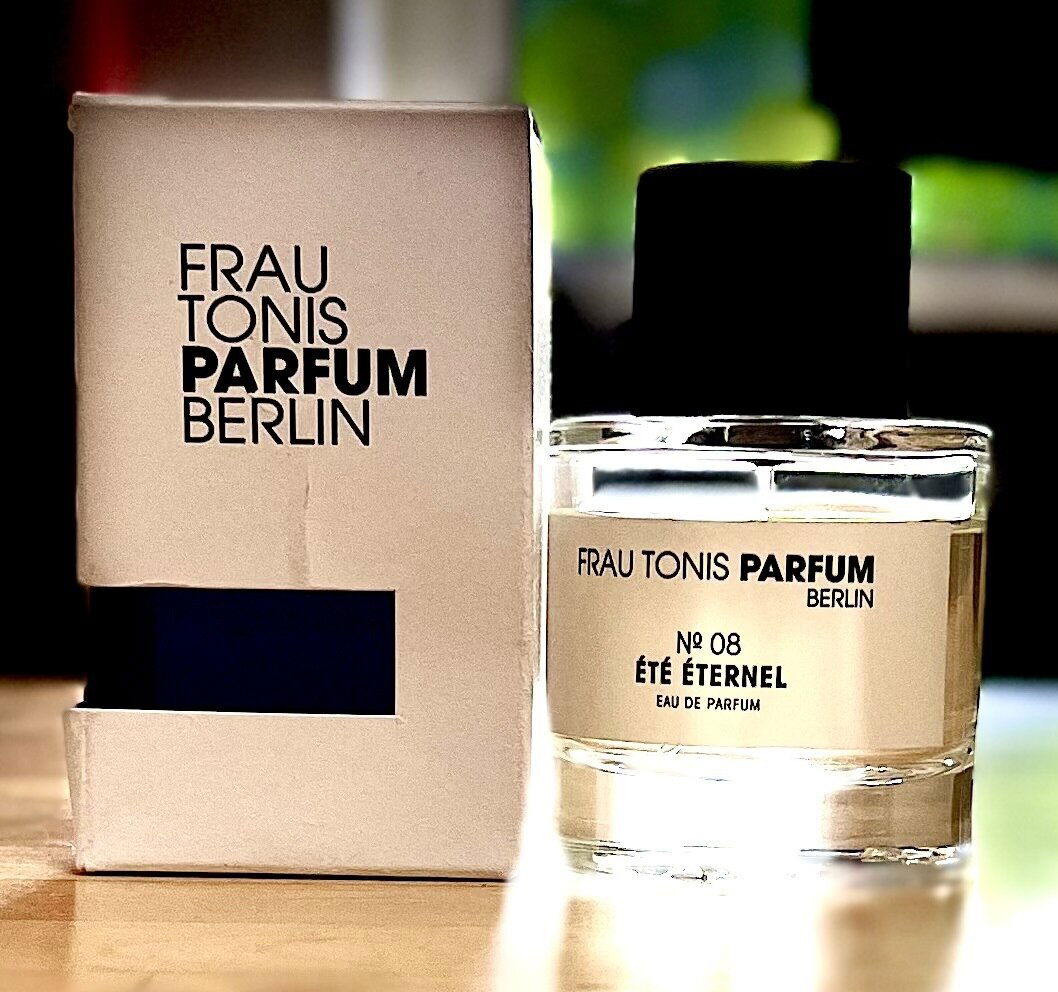 FRAU
TONIS
PARFUM
BERLIN
FRAU TONIS PARFUM
BERLIN
Nº 08
ÉTÉ ÉTERNEL
EAU DE PARFUM